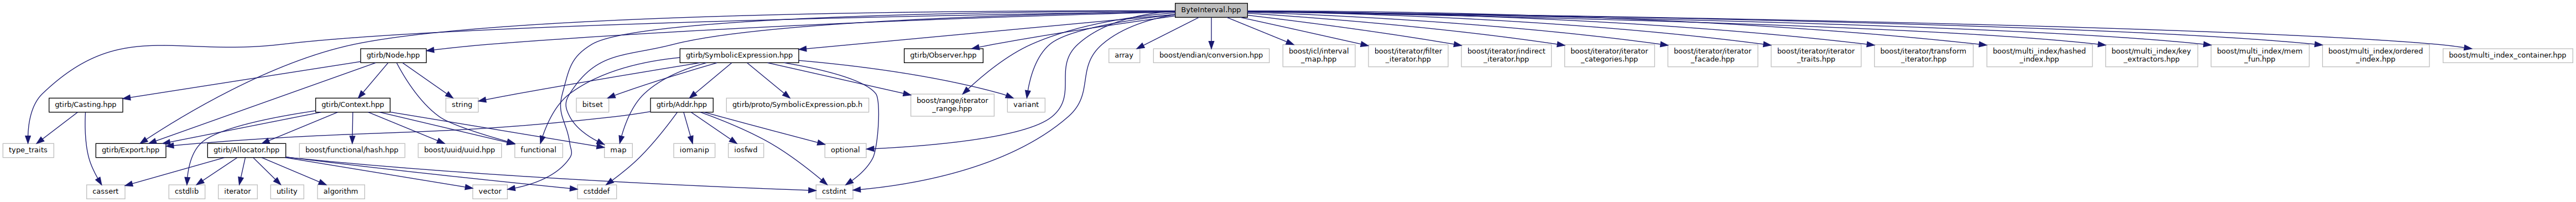 ByteInterval.hpp
gtirb/Node.hpp
gtirb/SymbolicExpression.hpp
gtirb/Observer.hpp
array
boost/endian/conversion.hpp
boost/icl/interval
_map.hpp
boost/iterator/filter
_iterator.hpp
boost/iterator/indirect
_iterator.hpp
boost/iterator/iterator
_categories.hpp
boost/iterator/iterator
_facade.hpp
boost/iterator/iterator
_traits.hpp
boost/iterator/transform
_iterator.hpp
boost/multi_index/hashed
_index.hpp
boost/multi_index/key
_extractors.hpp
boost/multi_index/mem
_fun.hpp
boost/multi_index/ordered
_index.hpp
boost/multi_index_container.hpp
gtirb/Casting.hpp
gtirb/Context.hpp
string
bitset
gtirb/Addr.hpp
gtirb/proto/SymbolicExpression.pb.h
boost/range/iterator
_range.hpp
variant
type_traits
gtirb/Export.hpp
gtirb/Allocator.hpp
boost/functional/hash.hpp
boost/uuid/uuid.hpp
functional
map
iomanip
iosfwd
optional
cassert
cstdlib
iterator
utility
algorithm
vector
cstddef
cstdint